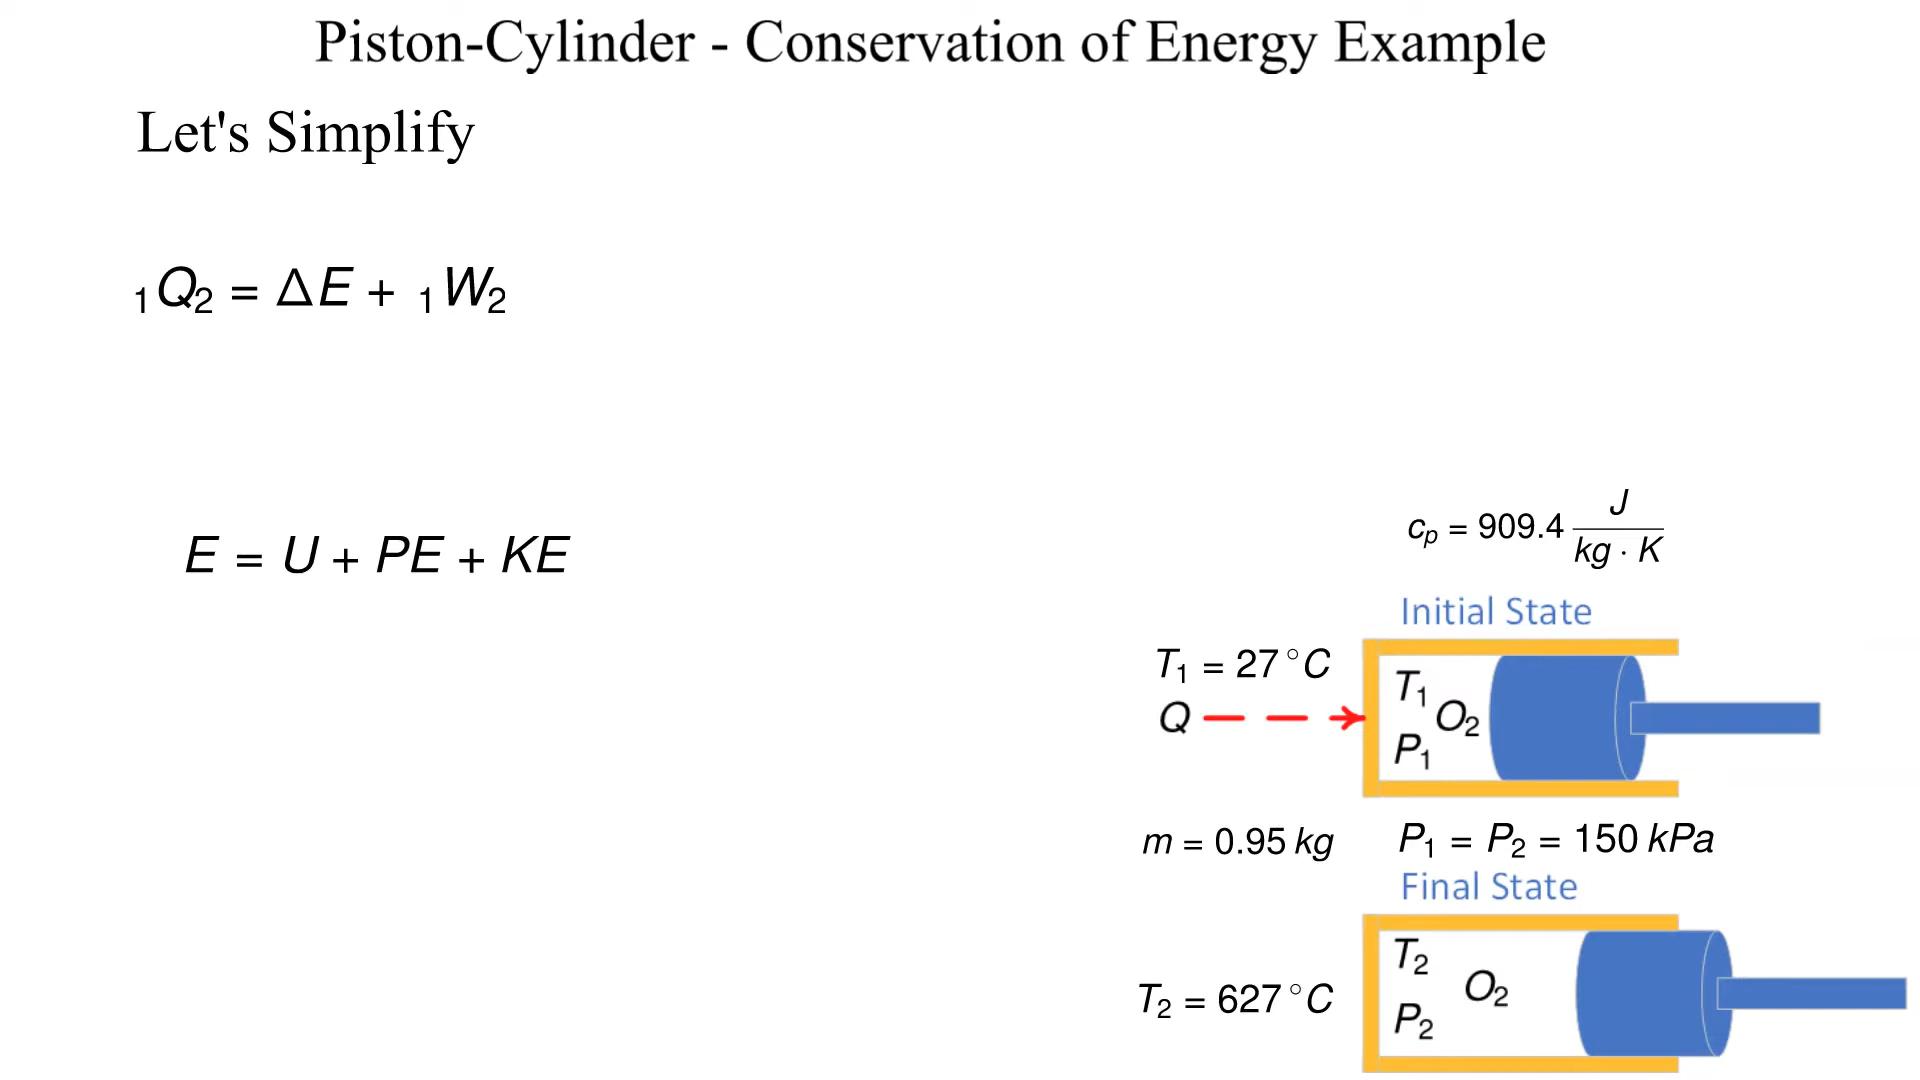 Piston-Cylinder - Conservation of Energy Example
Let's Simplify
₁Q₂ = ΔE + ₁W₂
E = U + PE + KE
cₚ = 909.4 J / kg · K
Initial State
T₁ = 27 °C
Q
T₁
O₂
P₁
m = 0.95 kg
P₁ = P₂ = 150 kPa
Final State
T₂ = 627 °C
T₂
O₂
P₂